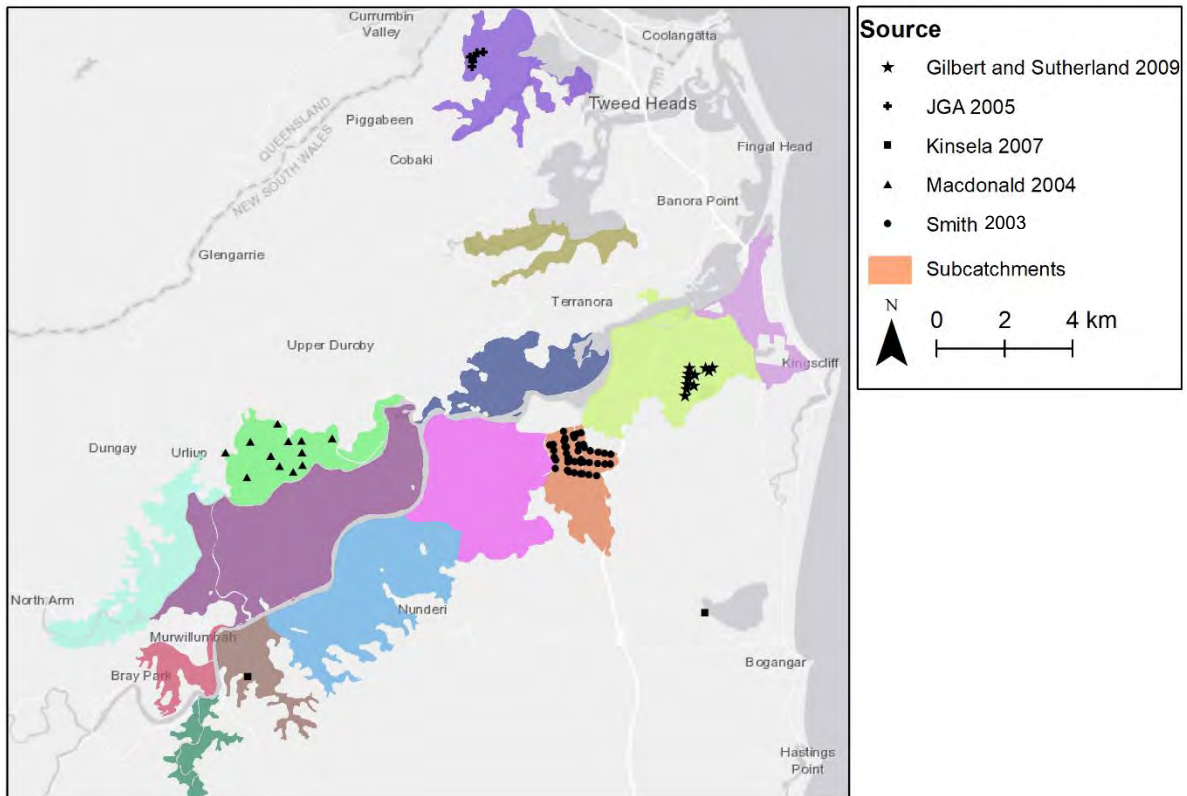 Currumbin
Valley
Coolangatta
Tweed Heads
QUEENSLAND
NEW SOUTH WALES
Piggabeen
Cobaki
Fingal Head
Banora Point
Glengarrie
Terranora
Upper Duroby
Kingscliff
Dungay
Urliup
North Arm
Nunderi
Murwillumbah
Bray Park
Bogangar
Hastings
Point
Source
Gilbert and Sutherland 2009
JGA 2005
Kinsela 2007
Macdonald 2004
Smith 2003
Subcatchments
N
0 2 4 km